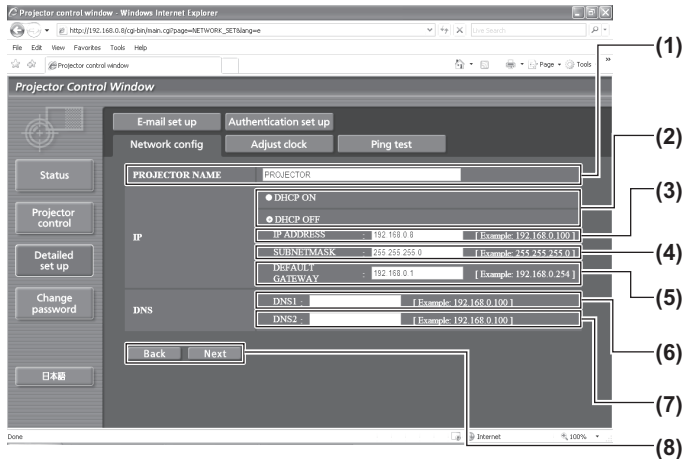 Projector control window - Windows Internet Explorer
http://192.168.0.8/cgi-bin/main.cgi?page=NETWORK_SET&lang=e
Live Search
File Edit View Favorites Tools Help
Projector control window
Page Tools »
Projector Control Window
E-mail set up Authentication set up
Network config Adjust clock Ping test
Status
Projector control
Detailed set up
Change password
日本語
PROJECTOR NAME PROJECTOR
IP
DHCP ON
DHCP OFF
IP ADDRESS : 192.168.0.8 [ Example: 192.168.0.100 ]
SUBNETMASK : 255.255.255.0 [ Example: 255.255.255.0 ]
DEFAULT GATEWAY : 192.168.0.1 [ Example: 192.168.0.254 ]
DNS
DNS1 : [ Example: 192.168.0.100 ]
DNS2 : [ Example: 192.168.0.100 ]
Back Next
Done Internet 100%
(1)
(2)
(3)
(4)
(5)
(6)
(7)
(8)